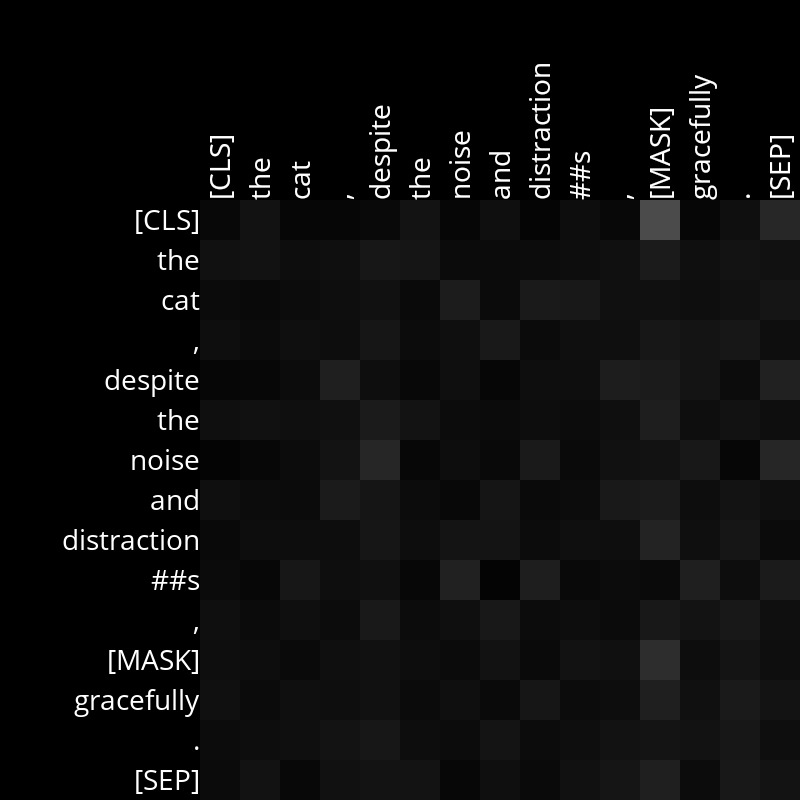 [CLS] the cat , despite the noise and distraction ##s , [MASK] gracefully . [SEP]
[CLS]
the
cat
,
despite
the
noise
and
distraction
##s
,
[MASK]
gracefully
.
[SEP]